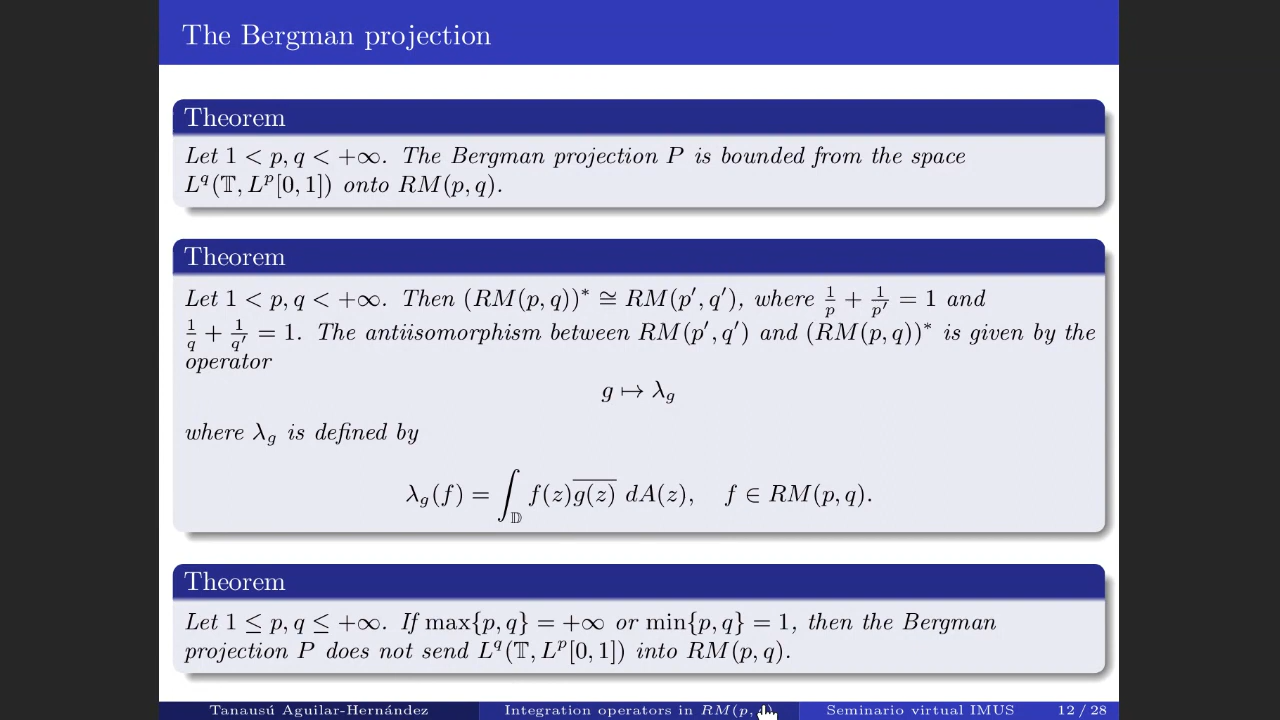 The Bergman projection
Theorem
Let 1 < p, q < +∞. The Bergman projection P is bounded from the space
L^q(𝕋, L^p[0, 1]) onto RM(p, q).
Theorem
Let 1 < p, q < +∞. Then (RM(p, q))* ≅ RM(p′, q′), where 1/p + 1/p′ = 1 and
1/q + 1/q′ = 1. The antiisomorphism between RM(p′, q′) and (RM(p, q))* is given by the
operator
g ↦ λ_g
where λ_g is defined by
λ_g(f) = ∫_𝔻 f(z)\overline{g(z)} dA(z), f ∈ RM(p, q).
Theorem
Let 1 ≤ p, q ≤ +∞. If max{p, q} = +∞ or min{p, q} = 1, then the Bergman
projection P does not send L^q(𝕋, L^p[0, 1]) into RM(p, q).
Tanausú Aguilar-Hernández Integration operators in RM(p, Seminario virtual IMUS 12 / 28